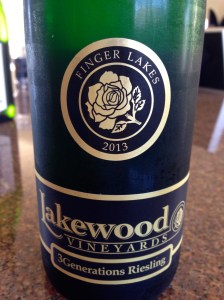 FINGER LAKES
2013
Lakewood
VINEYARDS
3Generations Riesling